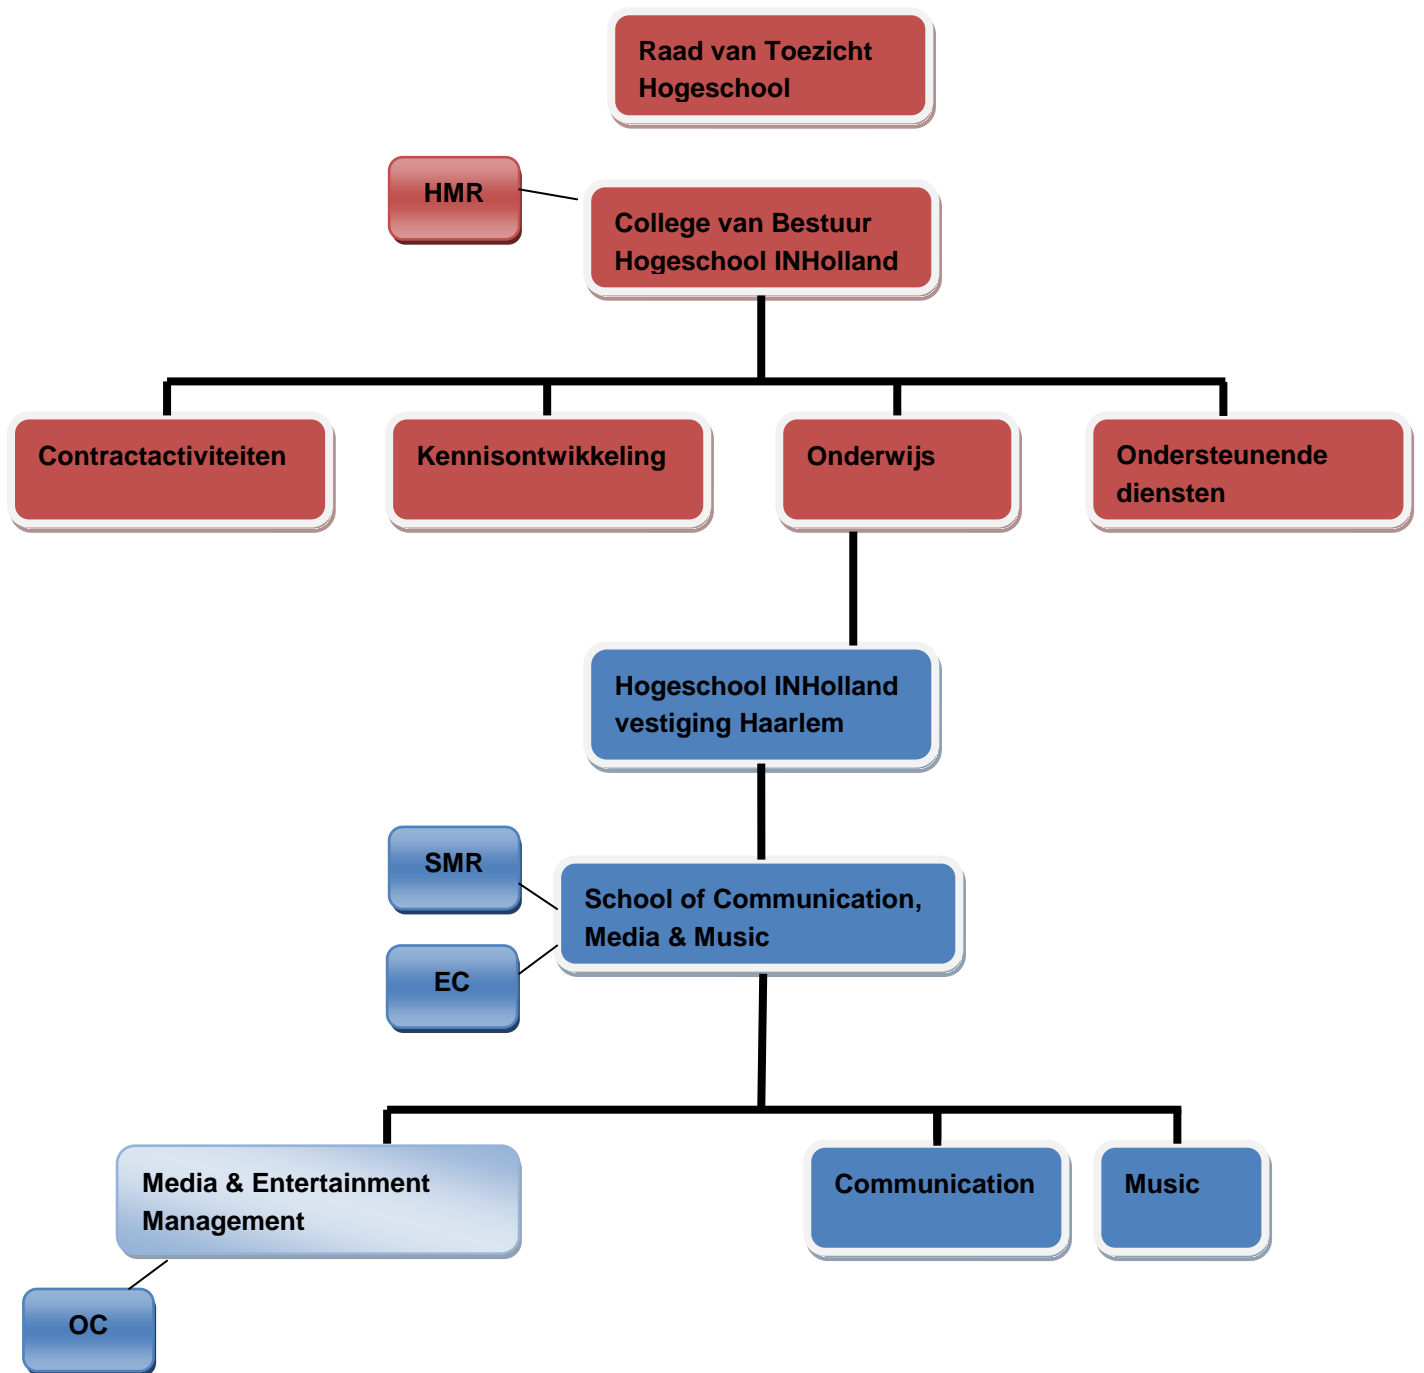 Raad van Toezicht
Hogeschool
HMR
College van Bestuur
Hogeschool INHolland
Contractactiviteiten
Kennisontwikkeling
Onderwijs
Ondersteunende
diensten
Hogeschool INHolland
vestiging Haarlem
SMR
School of Communication,
Media & Music
EC
Media & Entertainment
Management
Communication
Music
OC